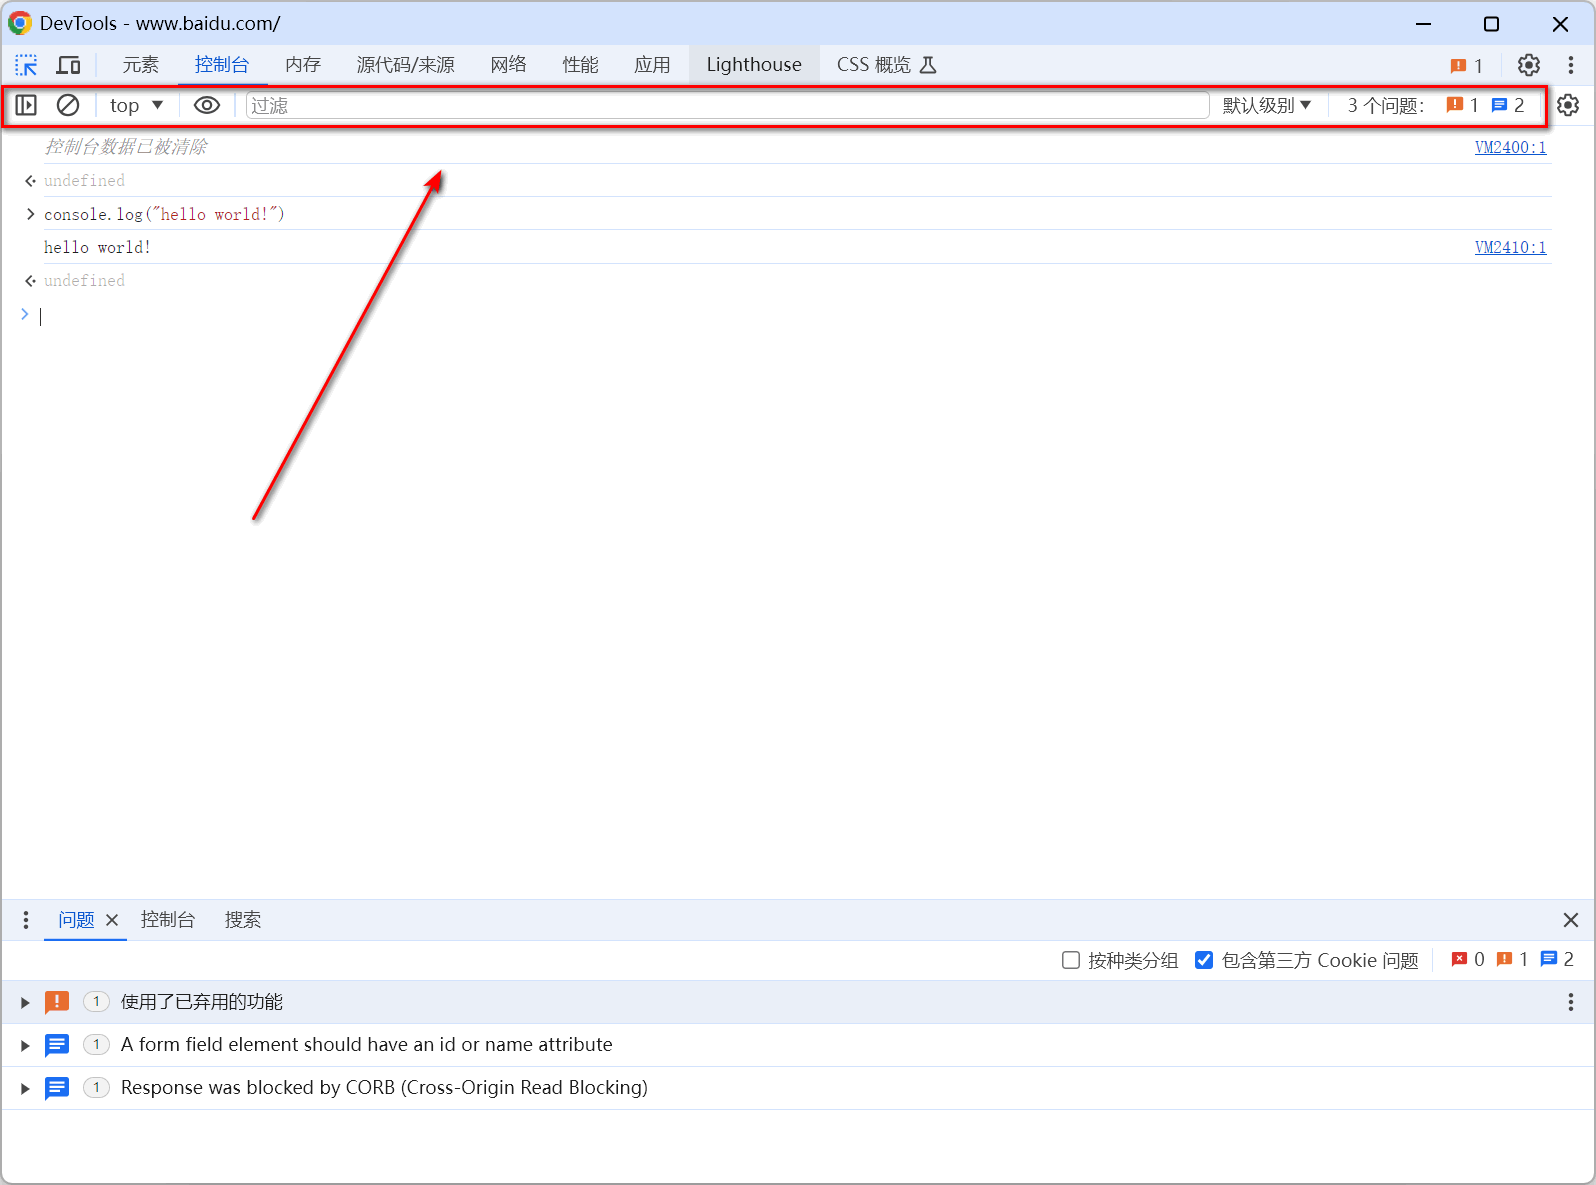 DevTools - www.baidu.com/
元素 控制台 内存 源代码/来源 网络 性能 应用 Lighthouse CSS 概览 1
top 过滤 默认级别 3 个问题: 1 2
控制台数据已被清除 VM2400:1
undefined
console.log("hello world!")
hello world! VM2410:1
undefined
问题 控制台 搜索
按种类分组 包含第三方 Cookie 问题 0 1 2
1 使用了已弃用的功能
1 A form field element should have an id or name attribute
1 Response was blocked by CORB (Cross-Origin Read Blocking)